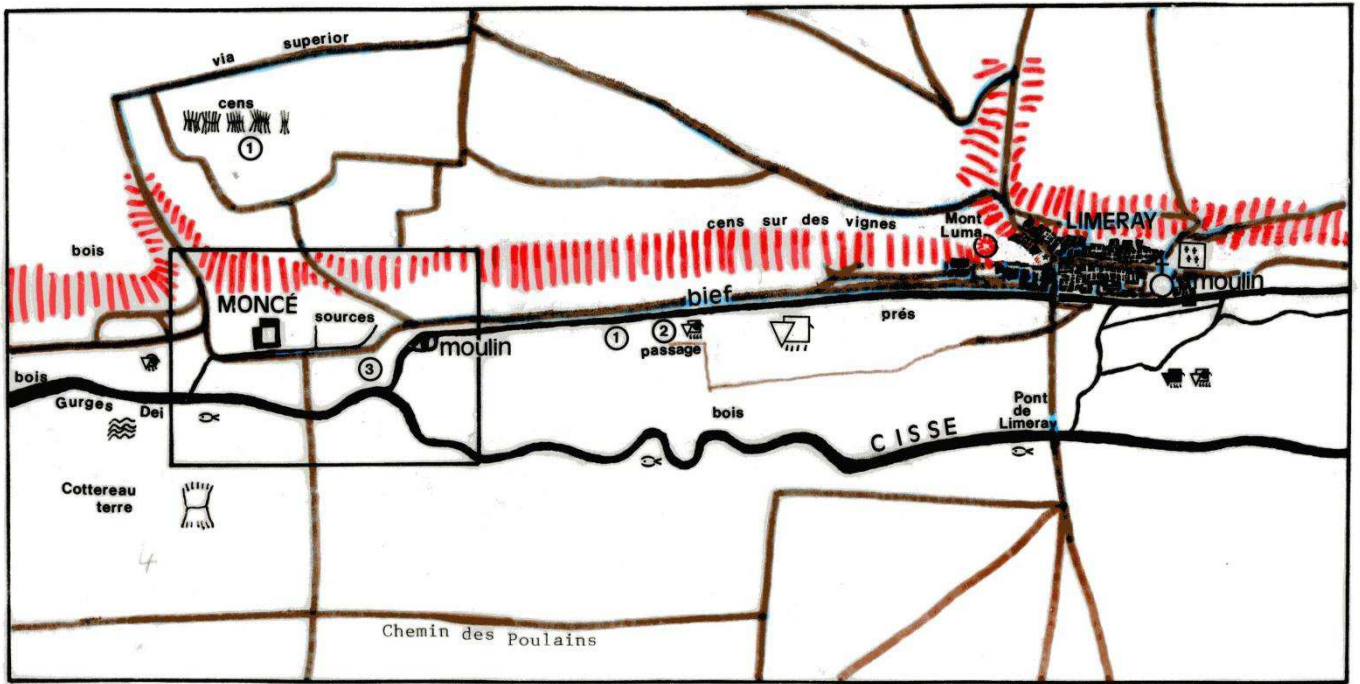 via superior
cens
①
cens sur des vignes
Mont
Luma
LIMERAY
moulin
bois
MONCÉ
sources
bief
prés
moulin
①
②
passage
③
bois
Gurges Dei
bois
CISSE
Pont
de
Limeray
Cottereau
terre
4
Chemin des Poulains